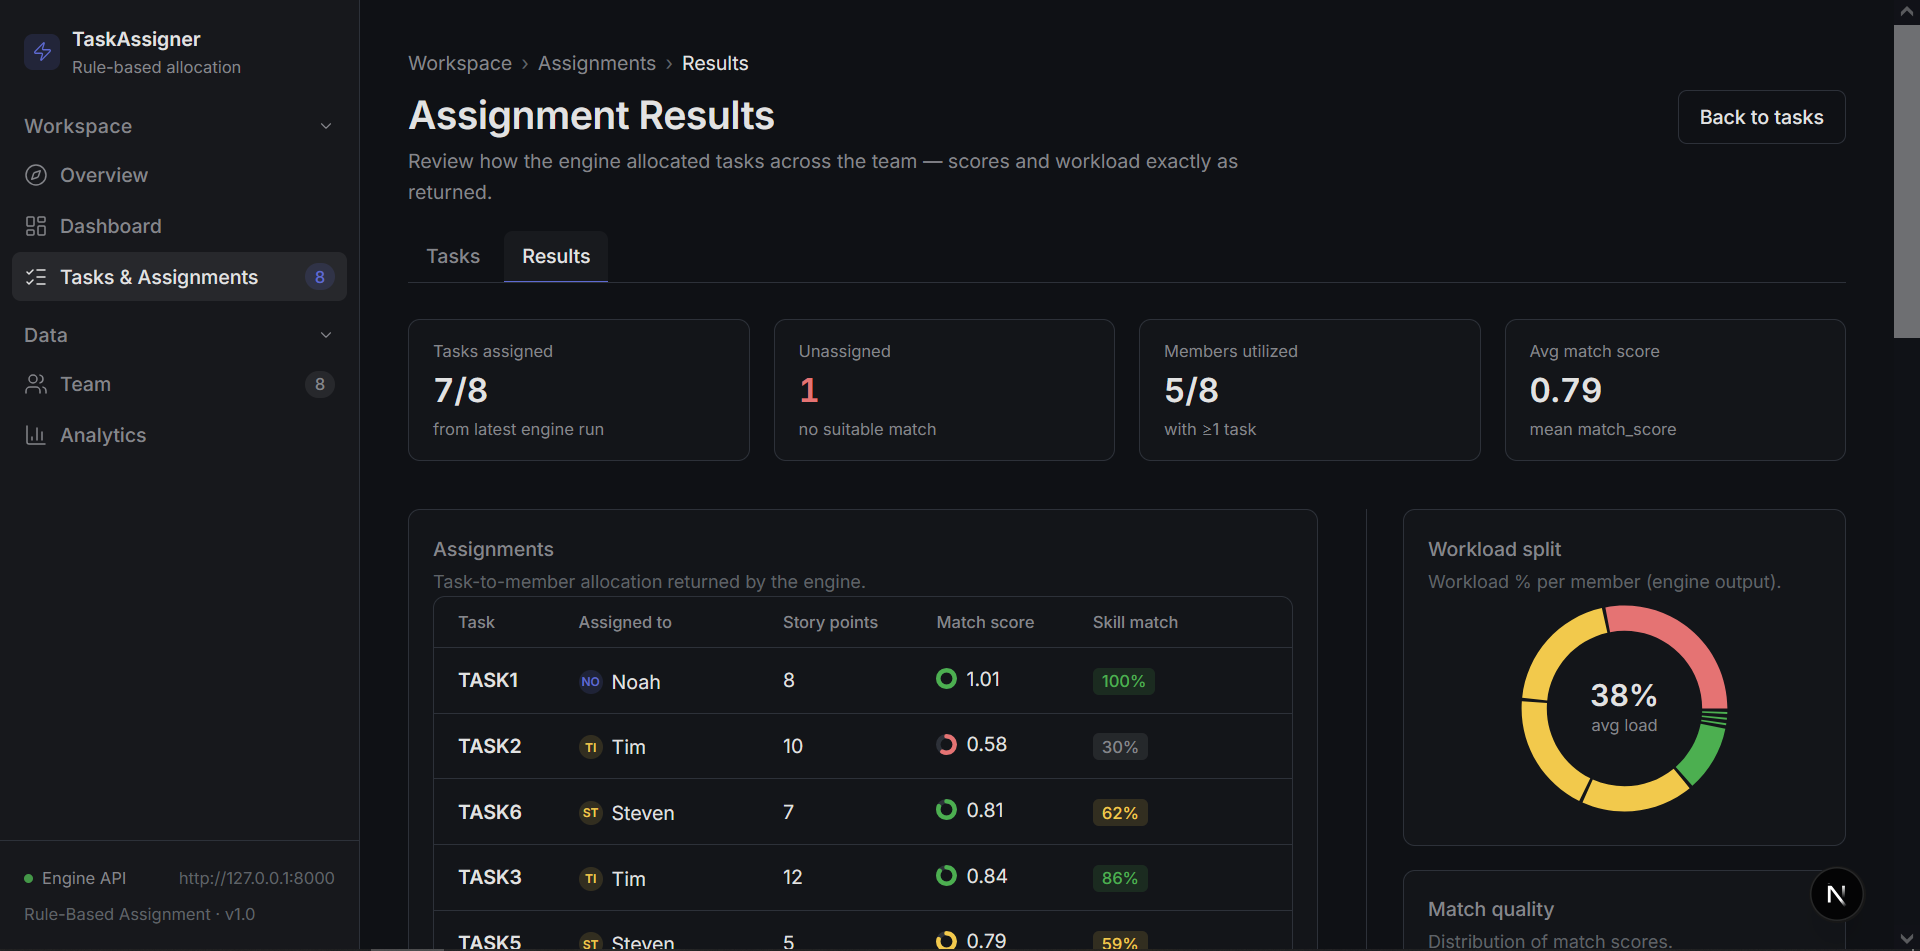 TaskAssigner
Rule-based allocation
Workspace
Overview
Dashboard
Tasks & Assignments 8
Data
Team 8
Analytics
Engine API http://127.0.0.1:8000
Rule-Based Assignment · v1.0
Workspace › Assignments › Results
Assignment Results
Back to tasks
Review how the engine allocated tasks across the team — scores and workload exactly as
returned.
Tasks Results
Tasks assigned
7/8
from latest engine run
Unassigned
1
no suitable match
Members utilized
5/8
with ≥1 task
Avg match score
0.79
mean match_score
Assignments
Task-to-member allocation returned by the engine.
Task Assigned to Story points Match score Skill match
TASK1 NO Noah 8 1.01 100%
TASK2 TI Tim 10 0.58 30%
TASK6 ST Steven 7 0.81 62%
TASK3 TI Tim 12 0.84 86%
TASK5 ST Steven 5 0.79 59%
Workload split
Workload % per member (engine output).
38%
avg load
Match quality
Distribution of match scores.
N